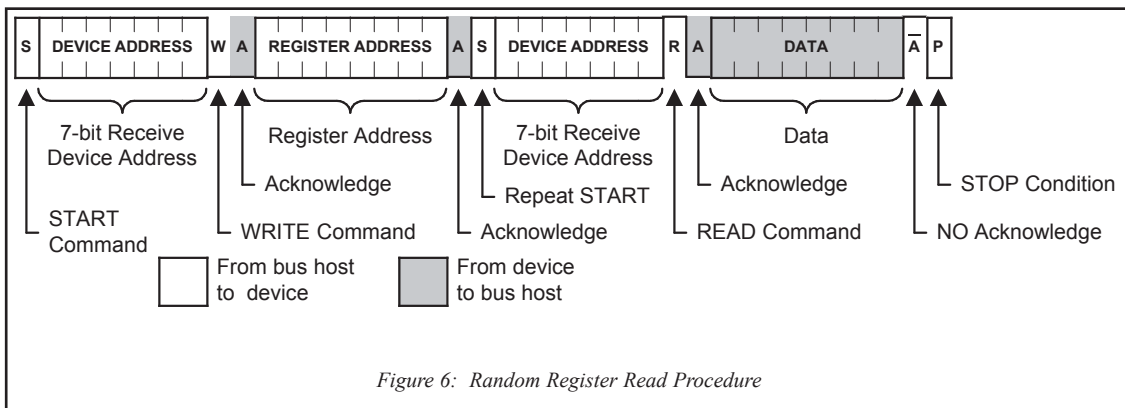 S DEVICE ADDRESS W A REGISTER ADDRESS A S DEVICE ADDRESS R A DATA A̅ P
7-bit Receive
Device Address
Register Address
7-bit Receive
Device Address
Data
Acknowledge
Repeat START
Acknowledge
STOP Condition
START
Command
WRITE Command
Acknowledge
READ Command
NO Acknowledge
From bus host
to device
From device
to bus host
Figure 6: Random Register Read Procedure